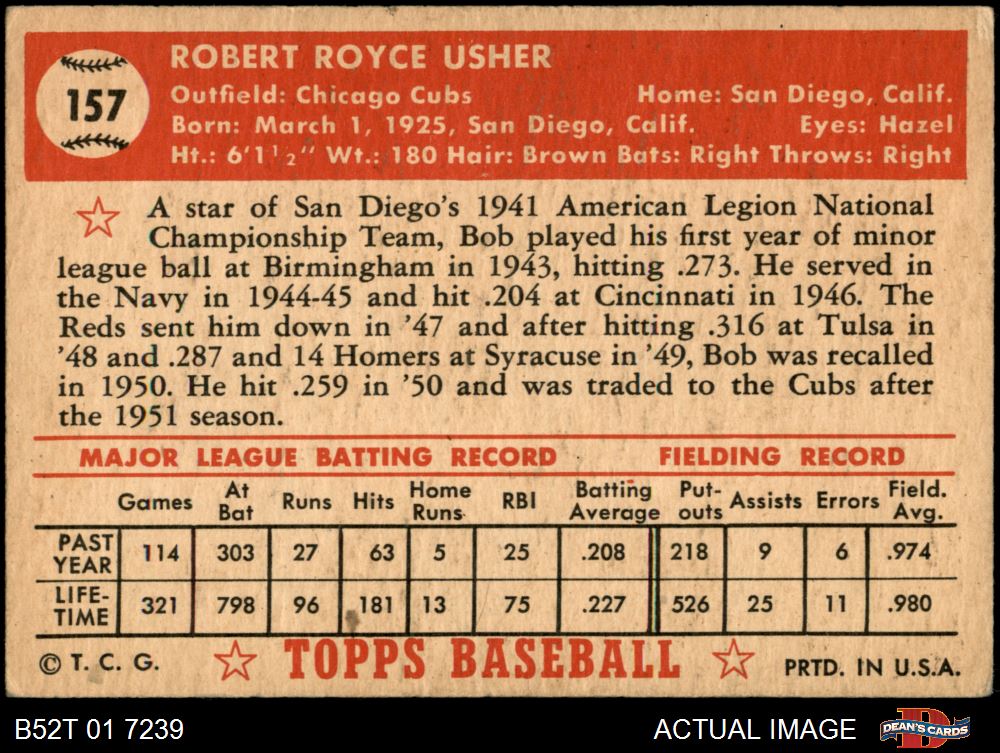 157
ROBERT ROYCE USHER
Outfield: Chicago Cubs Home: San Diego, Calif.
Born: March 1, 1925, San Diego, Calif. Eyes: Hazel
Ht.: 6'1 1/2" Wt.: 180 Hair: Brown Bats: Right Throws: Right
A star of San Diego's 1941 American Legion National
Championship Team, Bob played his first year of minor
league ball at Birmingham in 1943, hitting .273. He served in
the Navy in 1944-45 and hit .204 at Cincinnati in 1946. The
Reds sent him down in '47 and after hitting .316 at Tulsa in
'48 and .287 and 14 Homers at Syracuse in '49, Bob was recalled
in 1950. He hit .259 in '50 and was traded to the Cubs after
the 1951 season.
MAJOR LEAGUE BATTING RECORD FIELDING RECORD
Games At Bat Runs Hits Home Runs RBI Batting Average Put-outs Assists Errors Field. Avg.
PAST YEAR 114 303 27 63 5 25 .208 218 9 6 .974
LIFE-TIME 321 798 96 181 13 75 .227 526 25 11 .980
© T. C. G. TOPPS BASEBALL PRTD. IN U.S.A.
B52T 01 7239 ACTUAL IMAGE DEAN'S CARDS